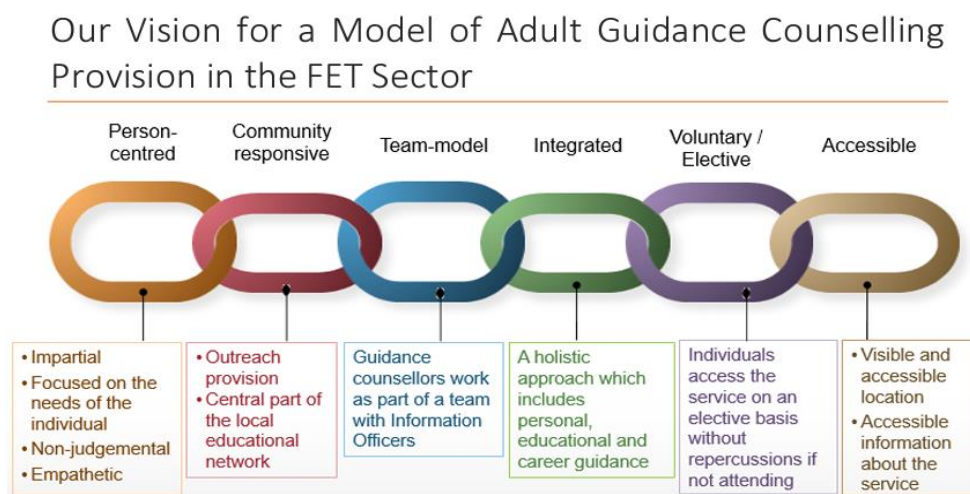 Our Vision for a Model of Adult Guidance Counselling
Provision in the FET Sector
Person-
centred
Community
responsive
Team-model
Integrated
Voluntary /
Elective
Accessible
• Impartial
• Focused on the
needs of the
individual
• Non-judgemental
• Empathetic
• Outreach
provision
• Central part of
the local
educational
network
Guidance
counsellors work
as part of a team
with Information
Officers
A holistic
approach which
includes
personal,
educational and
career guidance
Individuals
access the
service on an
elective basis
without
repercussions if
not attending
• Visible and
accessible
location
• Accessible
information
about the
service